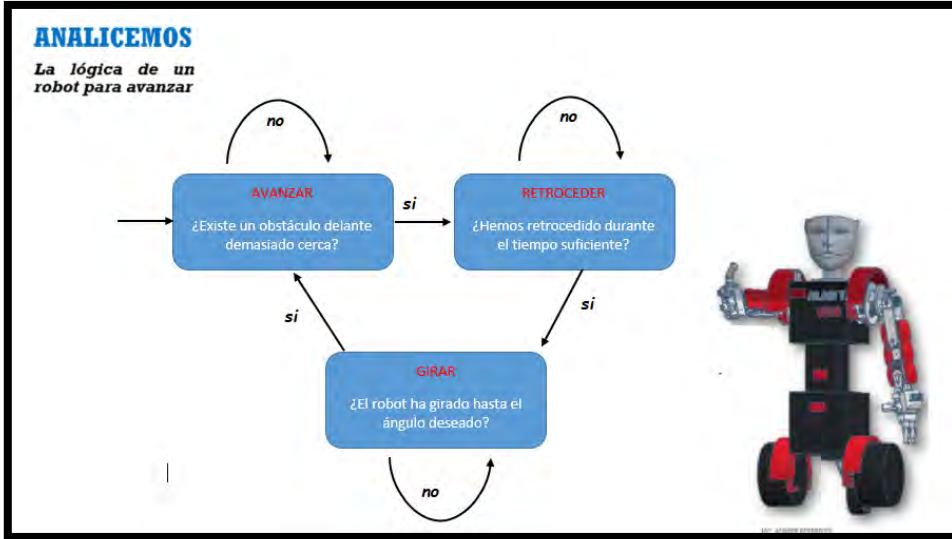 ANALICEMOS
La lógica de un
robot para avanzar
no
no
AVANZAR
¿Existe un obstáculo delante
demasiado cerca?
si
RETROCEDER
¿Hemos retrocedido durante
el tiempo suficiente?
si
si
GIRAR
¿El robot ha girado hasta el
ángulo deseado?
no